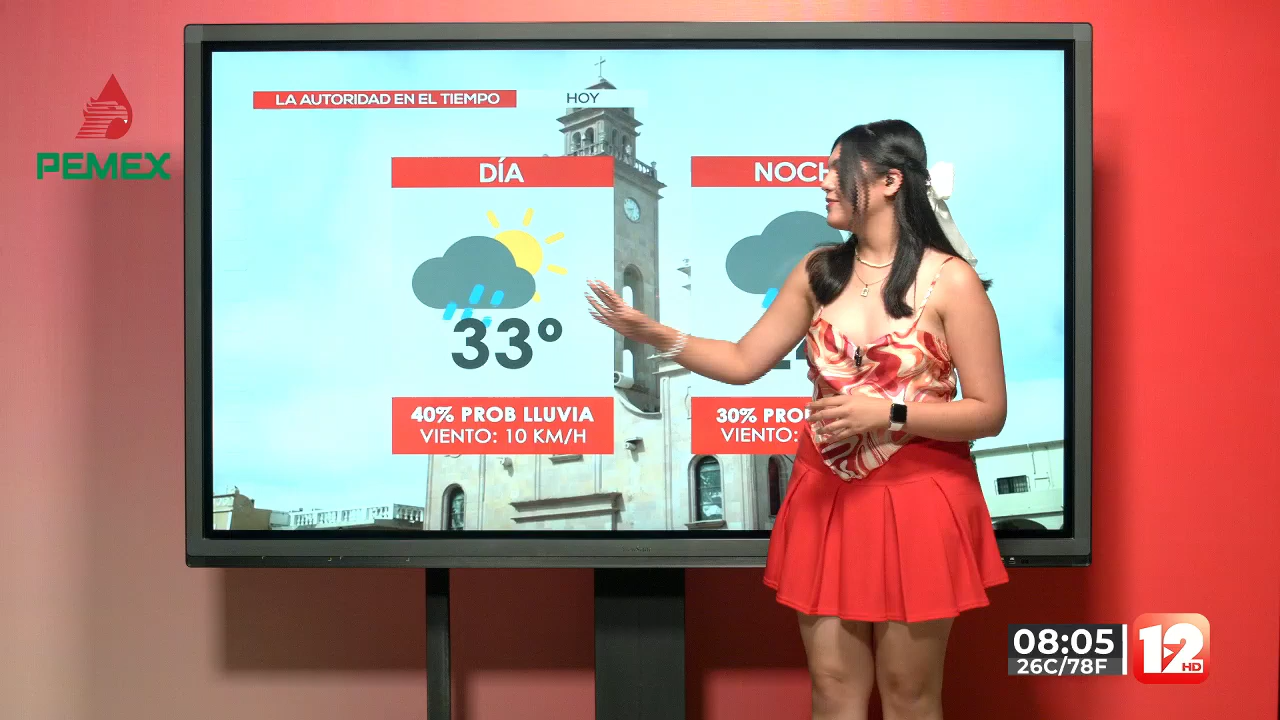 PEMEX
LA AUTORIDAD EN EL TIEMPO
HOY
DÍA
33°
40% PROB LLUVIA
VIENTO: 10 KM/H
NOCH
30% PRO
VIENTO:
08:05
26C/78F
12
HD